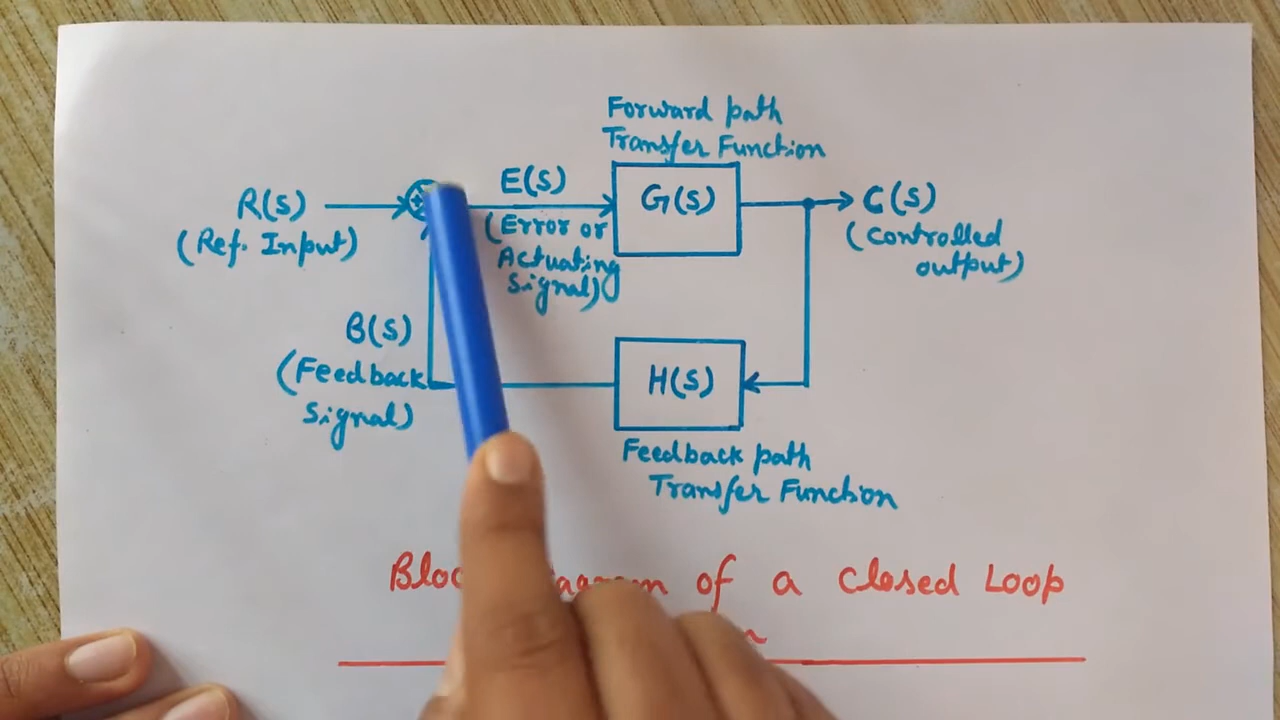 Forward path
Transfer Function
R(s)
(Ref. Input)
+
E(s)
(Error or
Actuating
Signal)
G(s)
C(s)
(Controlled
output)
B(s)
(Feedback
Signal)
H(s)
Feedback path
Transfer Function
of a Closed Loop